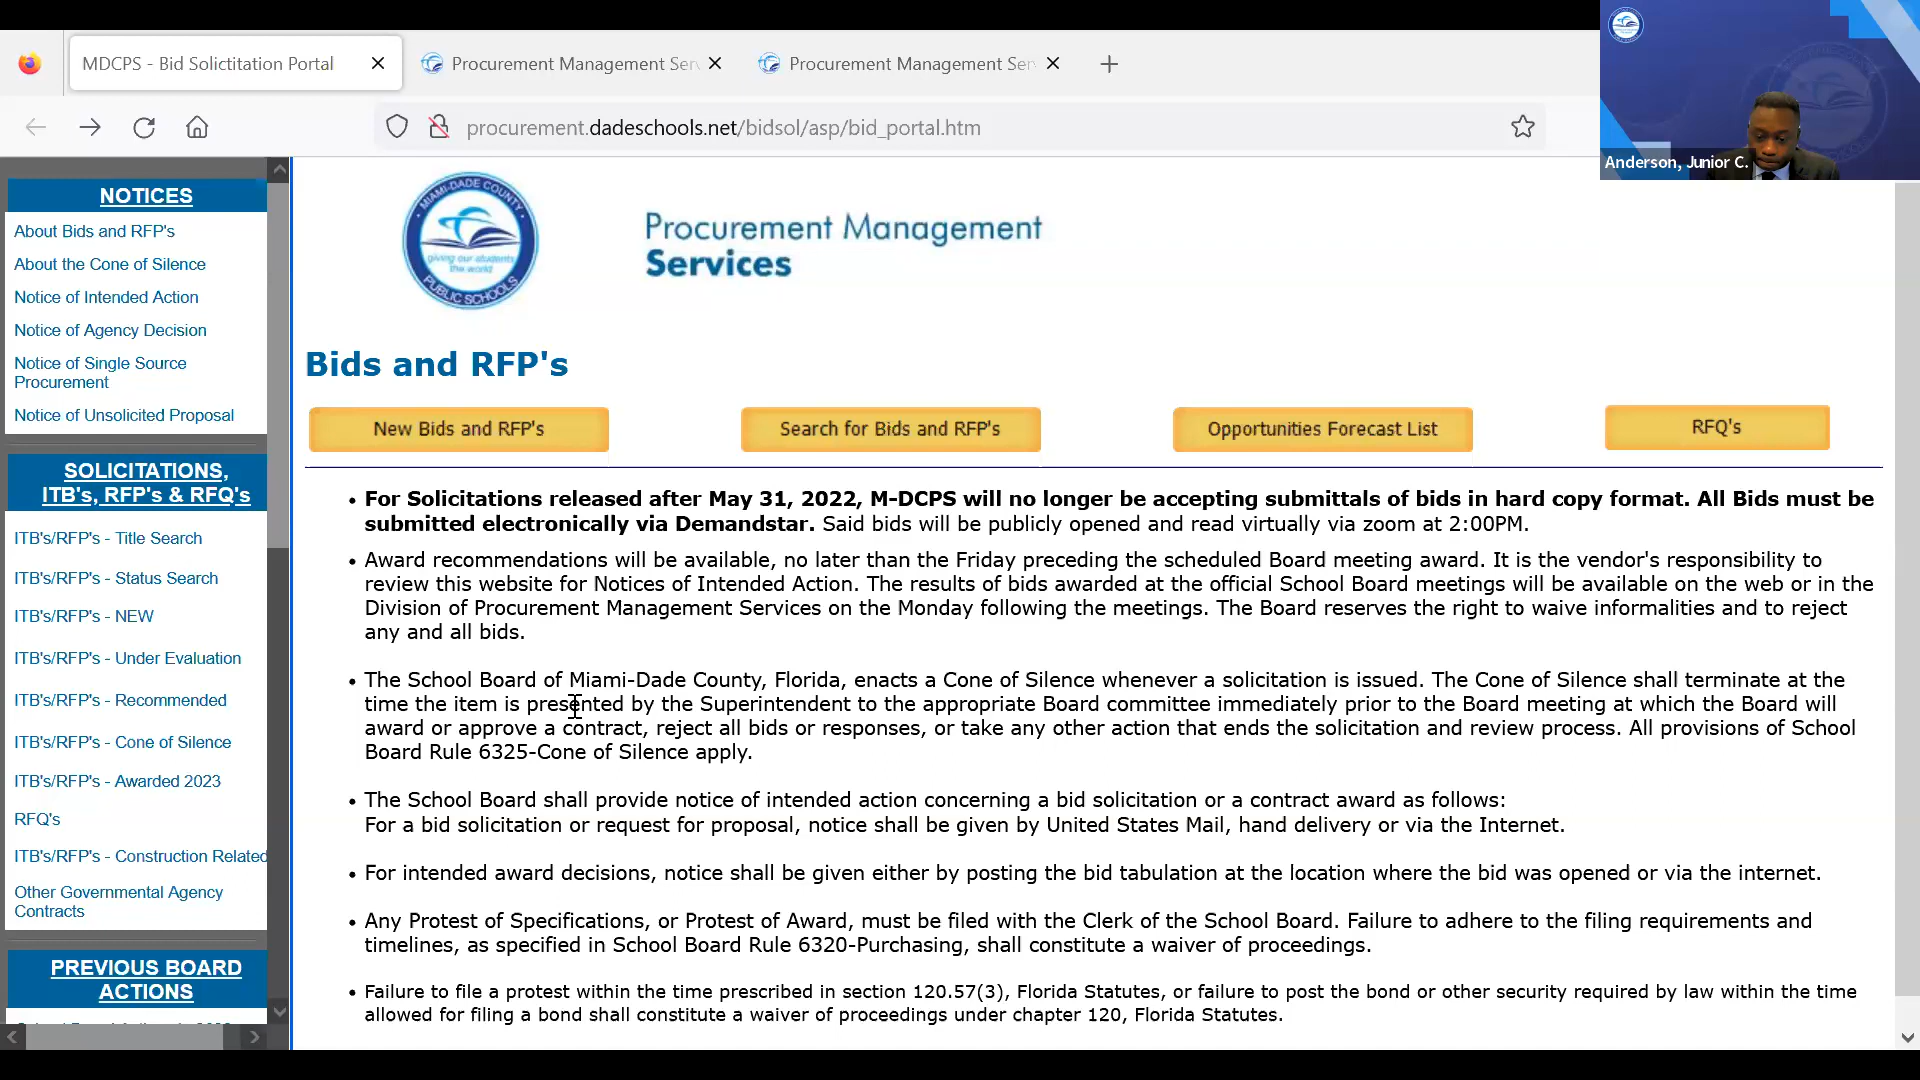 MDCPS - Bid Solictitation Portal
Procurement Management Ser
Procurement Management Ser
procurement.dadeschools.net/bidsol/asp/bid_portal.htm
Anderson, Junior C.
NOTICES
About Bids and RFP's
About the Cone of Silence
Notice of Intended Action
Notice of Agency Decision
Notice of Single Source
Procurement
Notice of Unsolicited Proposal
SOLICITATIONS,
ITB's, RFP's & RFQ's
ITB's/RFP's - Title Search
ITB's/RFP's - Status Search
ITB's/RFP's - NEW
ITB's/RFP's - Under Evaluation
ITB's/RFP's - Recommended
ITB's/RFP's - Cone of Silence
ITB's/RFP's - Awarded 2023
RFQ's
ITB's/RFP's - Construction Related
Other Governmental Agency
Contracts
PREVIOUS BOARD
ACTIONS
MIAMI-DADE COUNTY
giving our students
the world
PUBLIC SCHOOLS
Procurement Management
Services
Bids and RFP's
New Bids and RFP's
Search for Bids and RFP's
Opportunities Forecast List
RFQ's
• For Solicitations released after May 31, 2022, M-DCPS will no longer be accepting submittals of bids in hard copy format. All Bids must be
submitted electronically via Demandstar. Said bids will be publicly opened and read virtually via zoom at 2:00PM.
• Award recommendations will be available, no later than the Friday preceding the scheduled Board meeting award. It is the vendor's responsibility to
review this website for Notices of Intended Action. The results of bids awarded at the official School Board meetings will be available on the web or in the
Division of Procurement Management Services on the Monday following the meetings. The Board reserves the right to waive informalities and to reject
any and all bids.
• The School Board of Miami-Dade County, Florida, enacts a Cone of Silence whenever a solicitation is issued. The Cone of Silence shall terminate at the
time the item is presented by the Superintendent to the appropriate Board committee immediately prior to the Board meeting at which the Board will
award or approve a contract, reject all bids or responses, or take any other action that ends the solicitation and review process. All provisions of School
Board Rule 6325-Cone of Silence apply.
• The School Board shall provide notice of intended action concerning a bid solicitation or a contract award as follows:
For a bid solicitation or request for proposal, notice shall be given by United States Mail, hand delivery or via the Internet.
• For intended award decisions, notice shall be given either by posting the bid tabulation at the location where the bid was opened or via the internet.
• Any Protest of Specifications, or Protest of Award, must be filed with the Clerk of the School Board. Failure to adhere to the filing requirements and
timelines, as specified in School Board Rule 6320-Purchasing, shall constitute a waiver of proceedings.
• Failure to file a protest within the time prescribed in section 120.57(3), Florida Statutes, or failure to post the bond or other security required by law within the time
allowed for filing a bond shall constitute a waiver of proceedings under chapter 120, Florida Statutes.